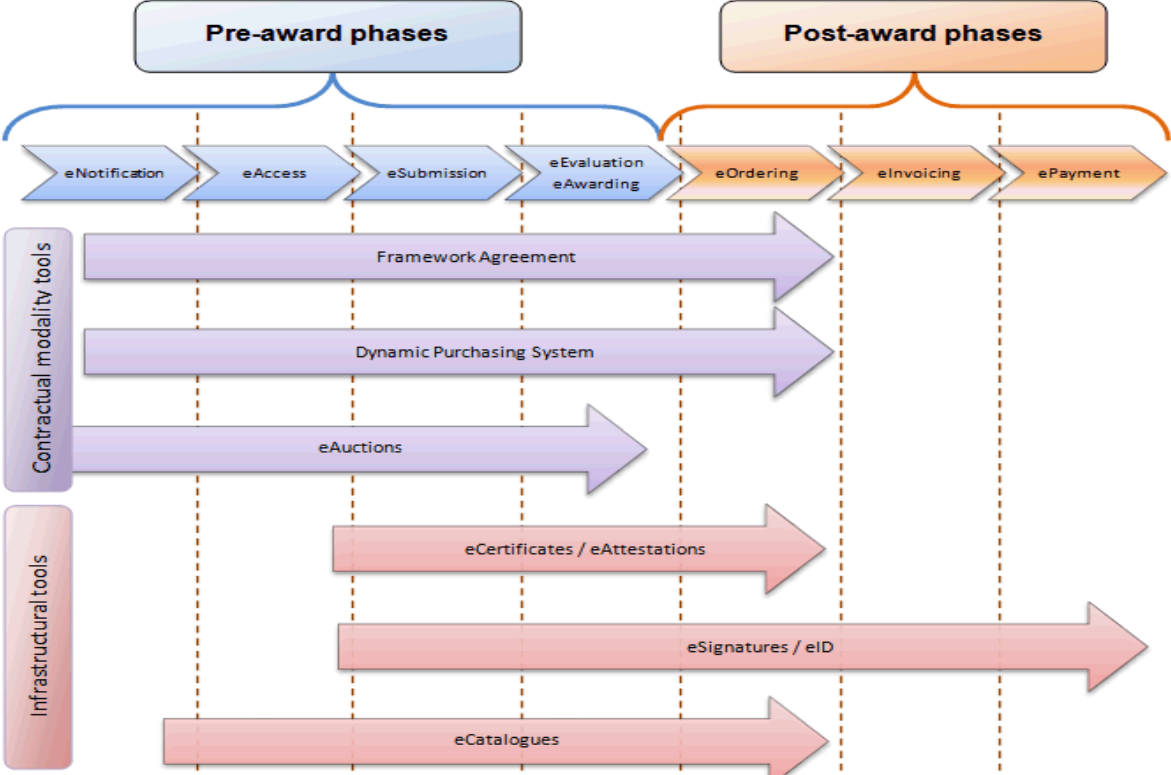 Pre-award phases
Post-award phases
eNotification
eAccess
eSubmission
eEvaluation
eAwarding
eOrdering
eInvoicing
ePayment
Contractual modality tools
Framework Agreement
Dynamic Purchasing System
eAuctions
Infrastructural tools
eCertificates / eAttestations
eSignatures / eID
eCatalogues